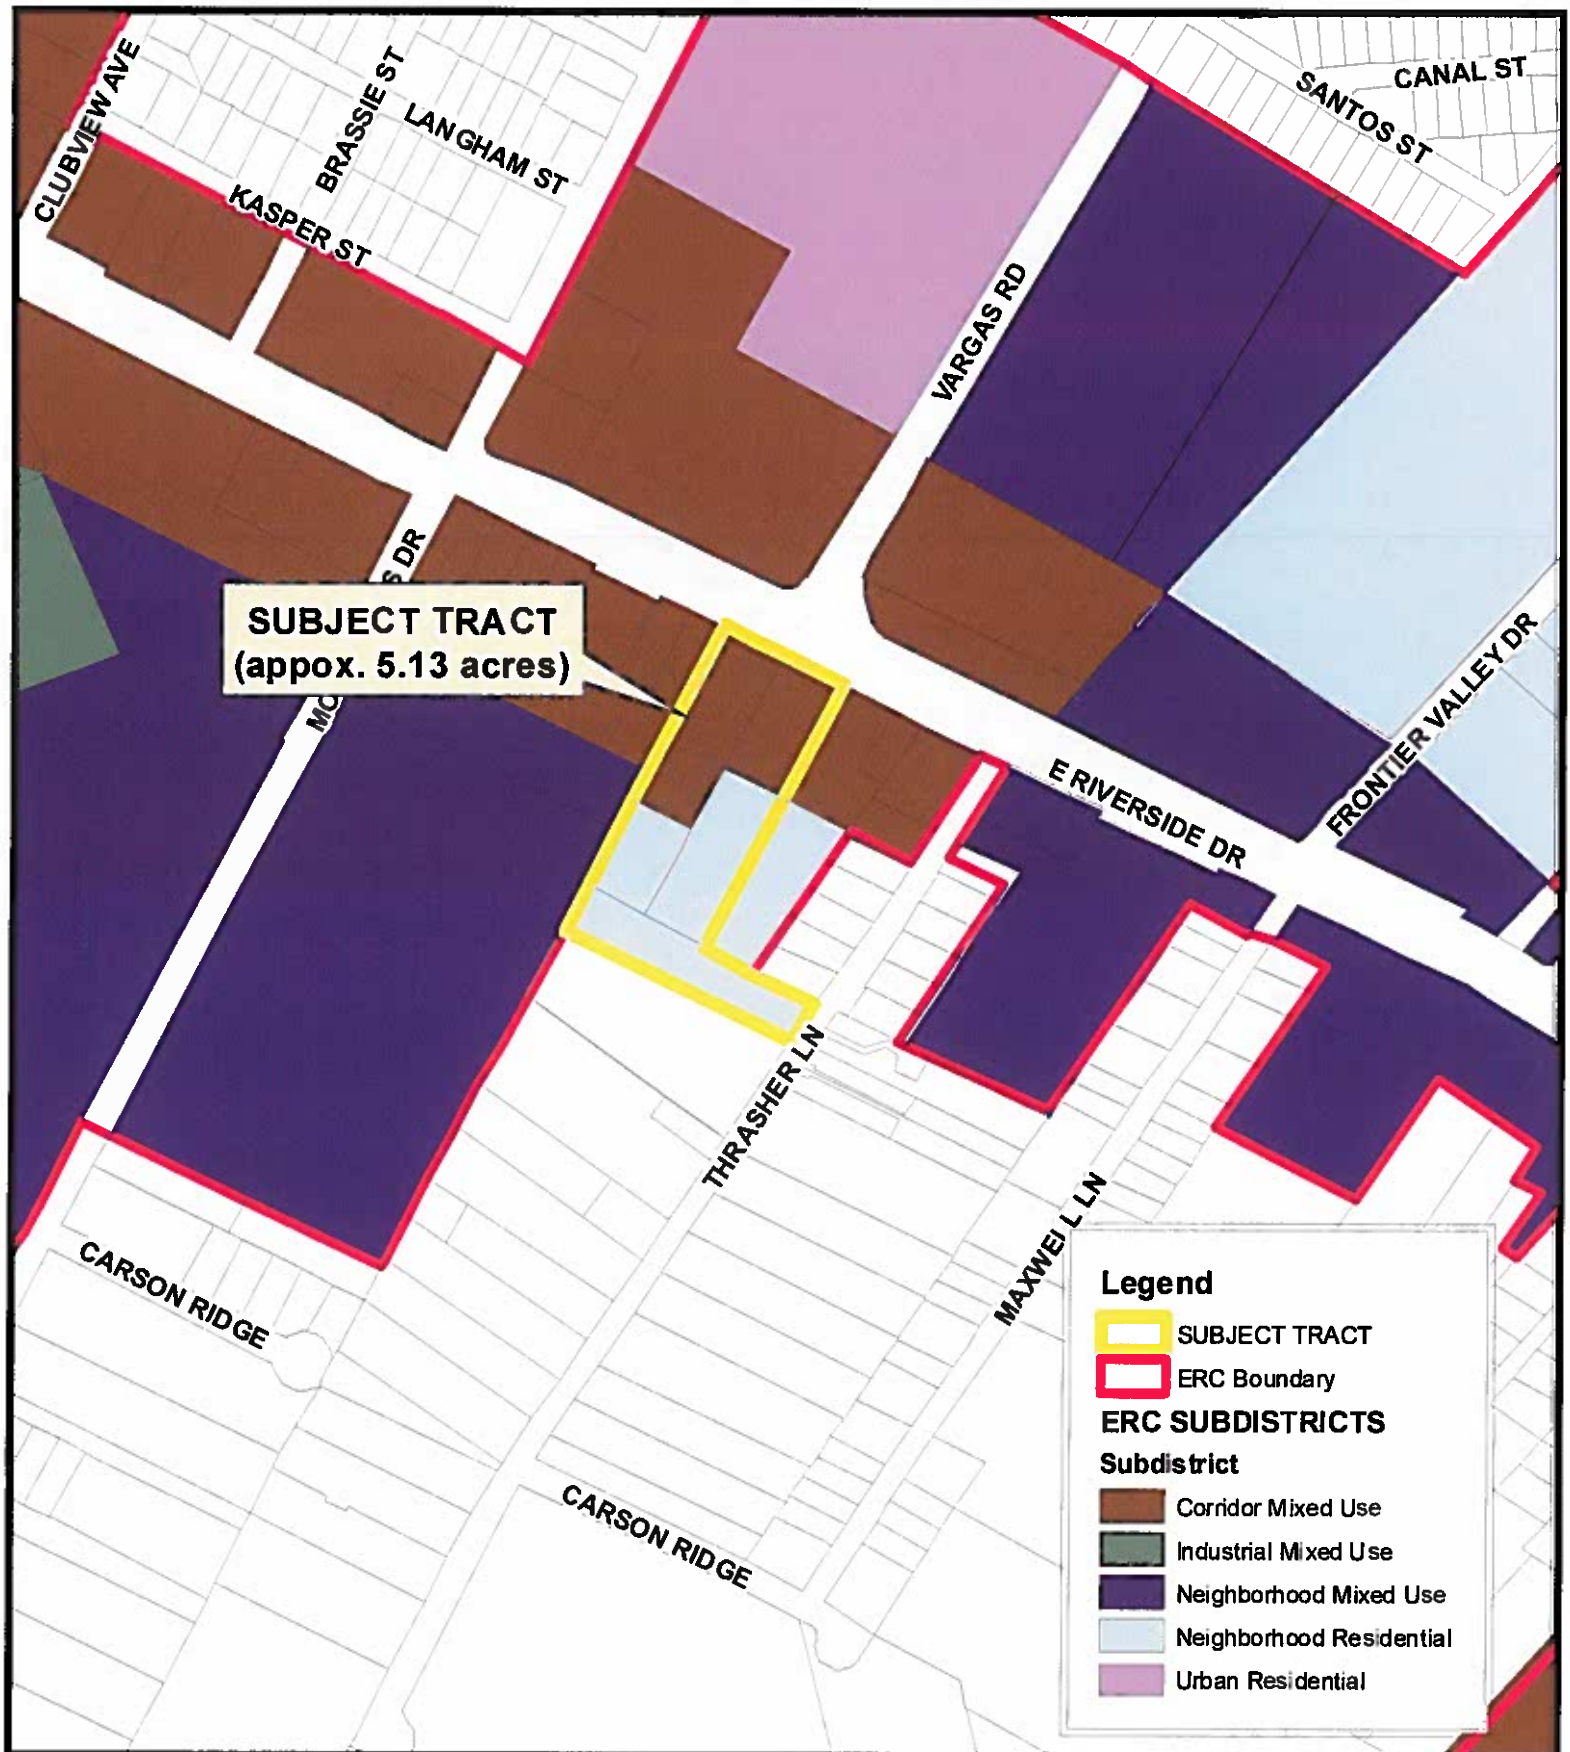 CLUBVIEW AVE
BRASSIE ST
LANGHAM ST
KASPER ST
SANTOS ST
CANAL ST
VARGAS RD
S DR
SUBJECT TRACT
(appox. 5.13 acres)
MO
FRONTIER VALLEY DR
E RIVERSIDE DR
THRASHER LN
MAXWELL LN
CARSON RIDGE
CARSON RIDGE
Legend
SUBJECT TRACT
ERC Boundary
ERC SUBDISTRICTS
Subdistrict
Corridor Mixed Use
Industrial Mixed Use
Neighborhood Mixed Use
Neighborhood Residential
Urban Residential